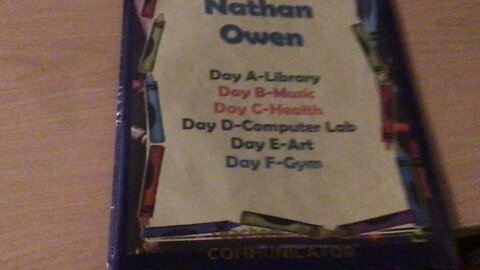 Nathan
Owen
Day A-Library
Day B-Music
Day C-Health
Day D-Computer Lab
Day E-Art
Day F-Gym
COMMUNICATOR